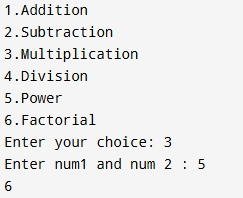 1.Addition
2.Subtraction
3.Multiplication
4.Division
5.Power
6.Factorial
Enter your choice: 3
Enter num1 and num 2 : 5
6